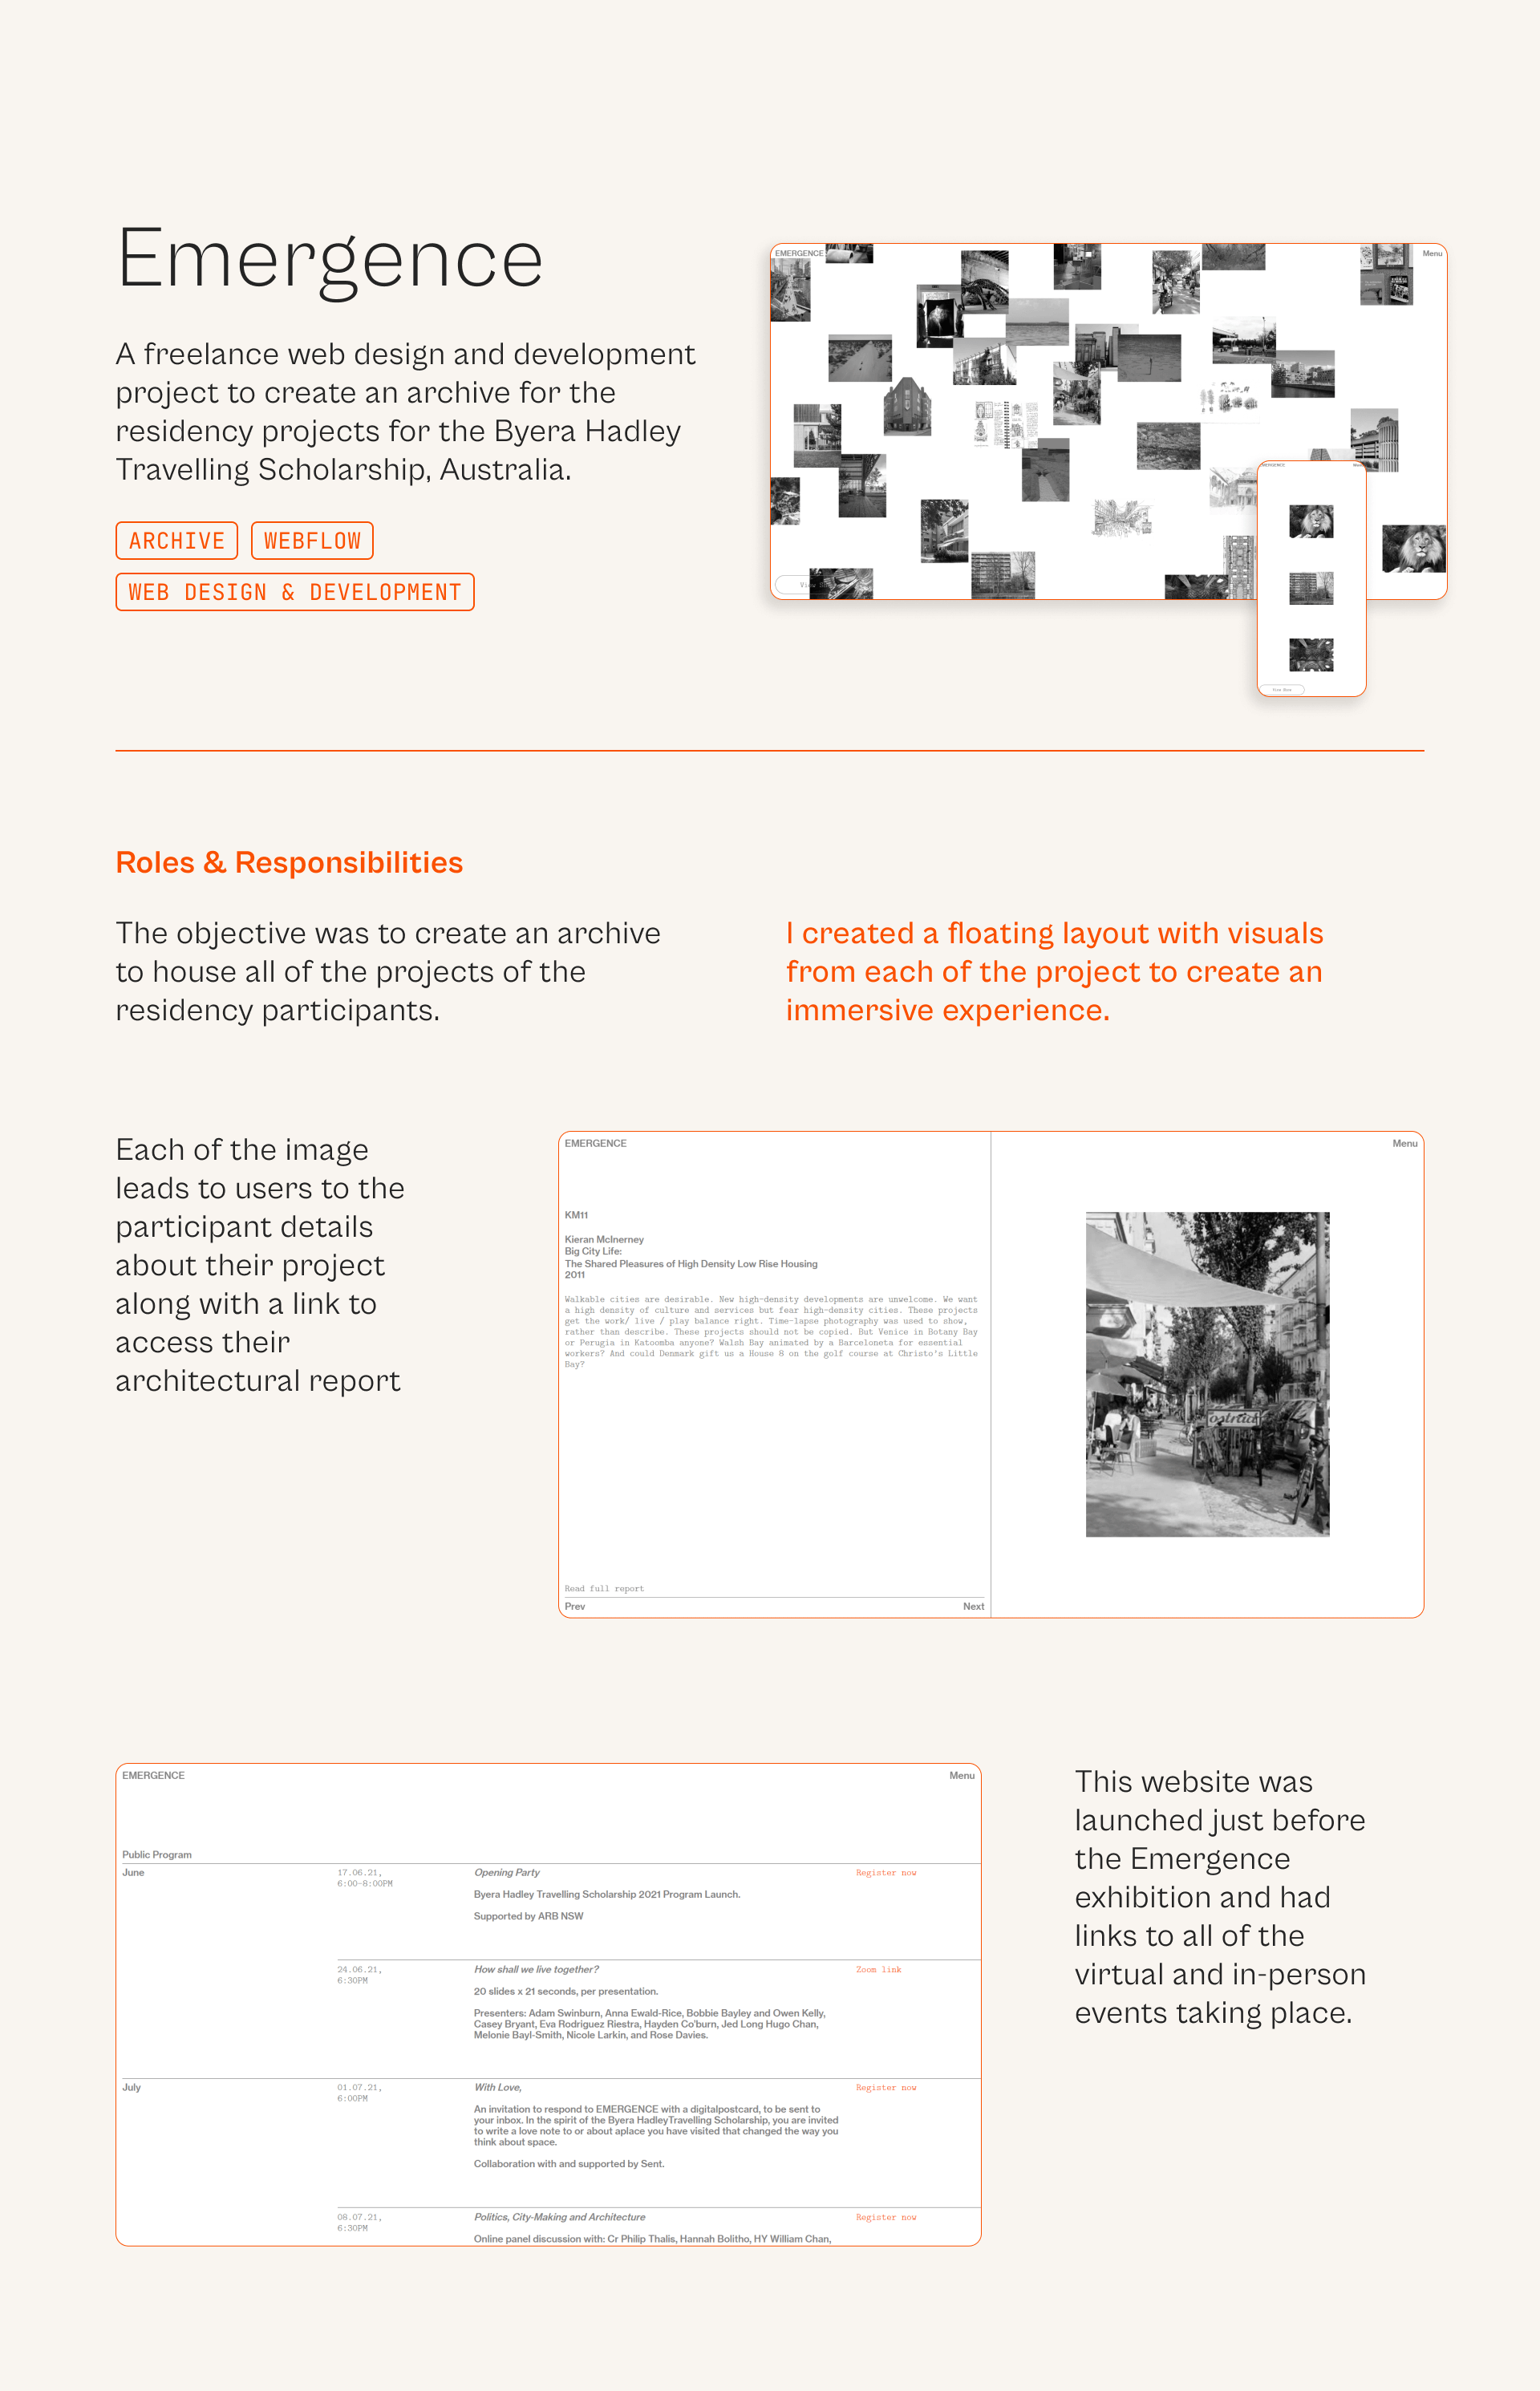 Emergence
A freelance web design and development
project to create an archive for the
residency projects for the Byera Hadley
Travelling Scholarship, Australia.
ARCHIVE
WEBFLOW
WEB DESIGN & DEVELOPMENT
EMERGENCE
Menu
EMERGENCE
View
Roles & Responsibilities
The objective was to create an archive
to house all of the projects of the
residency participants.
I created a floating layout with visuals
from each of the project to create an
immersive experience.
Each of the image
leads to users to the
participant details
about their project
along with a link to
access their
architectural report
EMERGENCE
Menu
KM11
Kieran McInerney
Big City Life:
The Shared Pleasures of High Density Low Rise Housing
2011
Walkable cities are desirable. New high-density developments are unwelcome. We want
a high density of culture and services but fear high-density cities. These projects
get the work/ live / play balance right. Time-lapse photography was used to show,
rather than describe. These projects should not be copied. But Venice in Botany Bay
or Perugia in Katoomba anyone? Walsh Bay animated by a Barceloneta for essential
workers? And could Denmark gift us a House 8 on the golf course at Christo's Little
Bay?
ostrich
Read full report
Prev
Next
EMERGENCE
Menu
Public Program
June
17.06.21,
6:00-8:00PM
Opening Party
Register now
Byera Hadley Travelling Scholarship 2021 Program Launch.
Supported by ARB NSW
24.06.21,
6:30PM
How shall we live together?
Zoom link
20 slides x 21 seconds, per presentation.
Presenters: Adam Swinburn, Anna Ewald-Rice, Bobbie Bayley and Owen Kelly,
Casey Bryant, Eva Rodriguez Riestra, Hayden Co'burn, Jed Long Hugo Chan,
Melonie Bayl-Smith, Nicole Larkin, and Rose Davies.
July
01.07.21,
6:00PM
With Love,
Register now
An invitation to respond to EMERGENCE with a digitalpostcard, to be sent to
your inbox. In the spirit of the Byera HadleyTravelling Scholarship, you are invited
to write a love note to or about aplace you have visited that changed the way you
think about space.
Collaboration with and supported by Sent.
08.07.21,
6:30PM
Politics, City-Making and Architecture
Register now
Online panel discussion with: Cr Philip Thalis, Hannah Bolitho, HY William Chan,
This website was
launched just before
the Emergence
exhibition and had
links to all of the
virtual and in-person
events taking place.